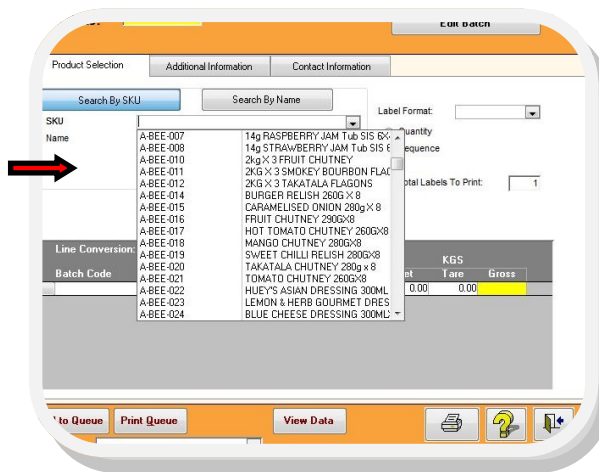 Edit Batch
Product Selection Additional Information Contact Information
Search By SKU Search By Name
SKU
Name
Label Format:
Quantity
equence
otal Labels To Print: 1
A-BEE-007 14g RASPBERRY JAM Tub SIS 6X
A-BEE-008 14g STRAWBERRY JAM Tub SIS 6
A-BEE-010 2kg X 3 FRUIT CHUTNEY
A-BEE-011 2KG X 3 SMOKEY BOURBON FLAG
A-BEE-012 2KG X 3 TAKATALA FLAGONS
A-BEE-014 BURGER RELISH 260G X 8
A-BEE-015 CARAMELISED ONION 280g X 8
A-BEE-016 FRUIT CHUTNEY 290GX8
A-BEE-017 HOT TOMATO CHUTNEY 260GX8
A-BEE-018 MANGO CHUTNEY 280GX8
A-BEE-019 SWEET CHILLI RELISH 280GX8
A-BEE-020 TAKATALA CHUTNEY 280g x 8
A-BEE-021 TOMATO CHUTNEY 260GX8
A-BEE-022 HUEY'S ASIAN DRESSING 300ML
A-BEE-023 LEMON & HERB GOURMET DRES
A-BEE-024 BLUE CHEESE DRESSING 300ML
Line Conversion:
KGS
Batch Code et Tare Gross
0.00 0.00
to Queue Print Queue View Data